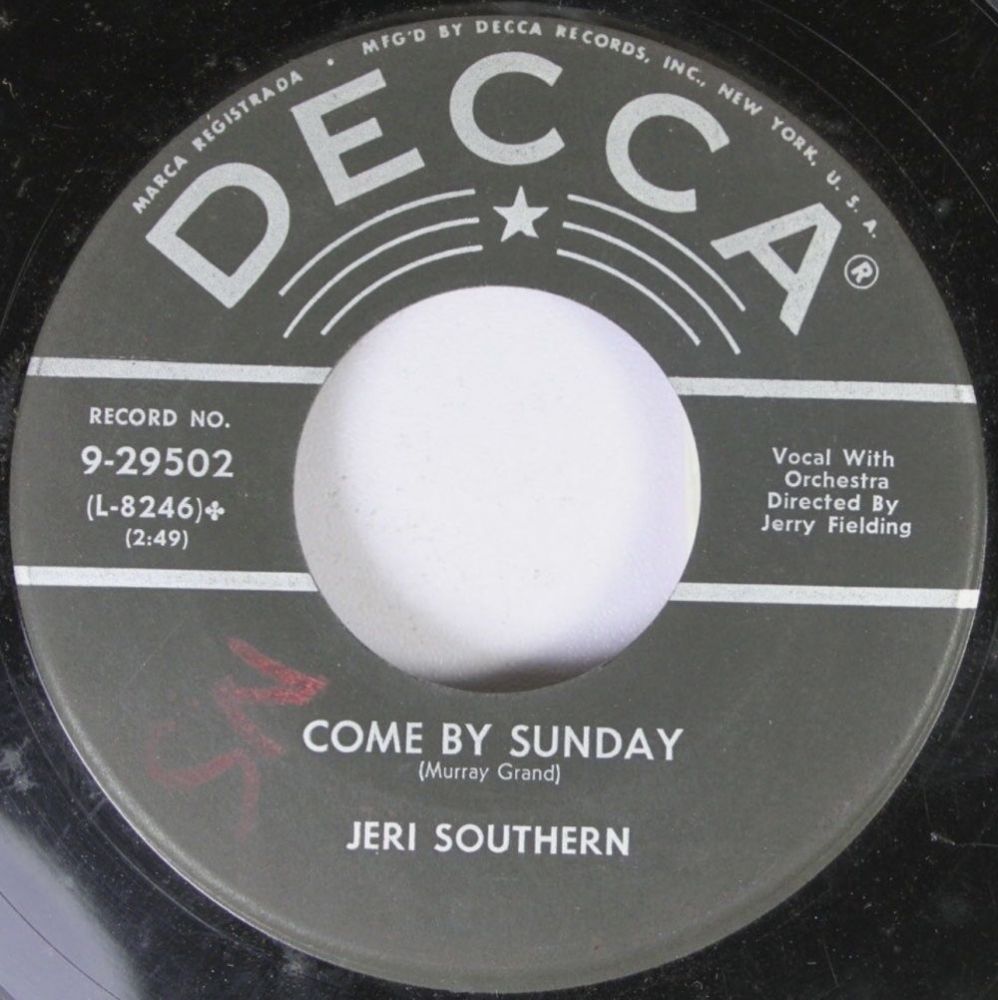 MARCA REGISTRADA • MFG'D BY DECCA RECORDS, INC., NEW YORK, U. S. A.
DECCA®
RECORD NO.
9-29502
(L-8246)✤
(2:49)
Vocal With
Orchestra
Directed By
Jerry Fielding
COME BY SUNDAY
(Murray Grand)
JERI SOUTHERN